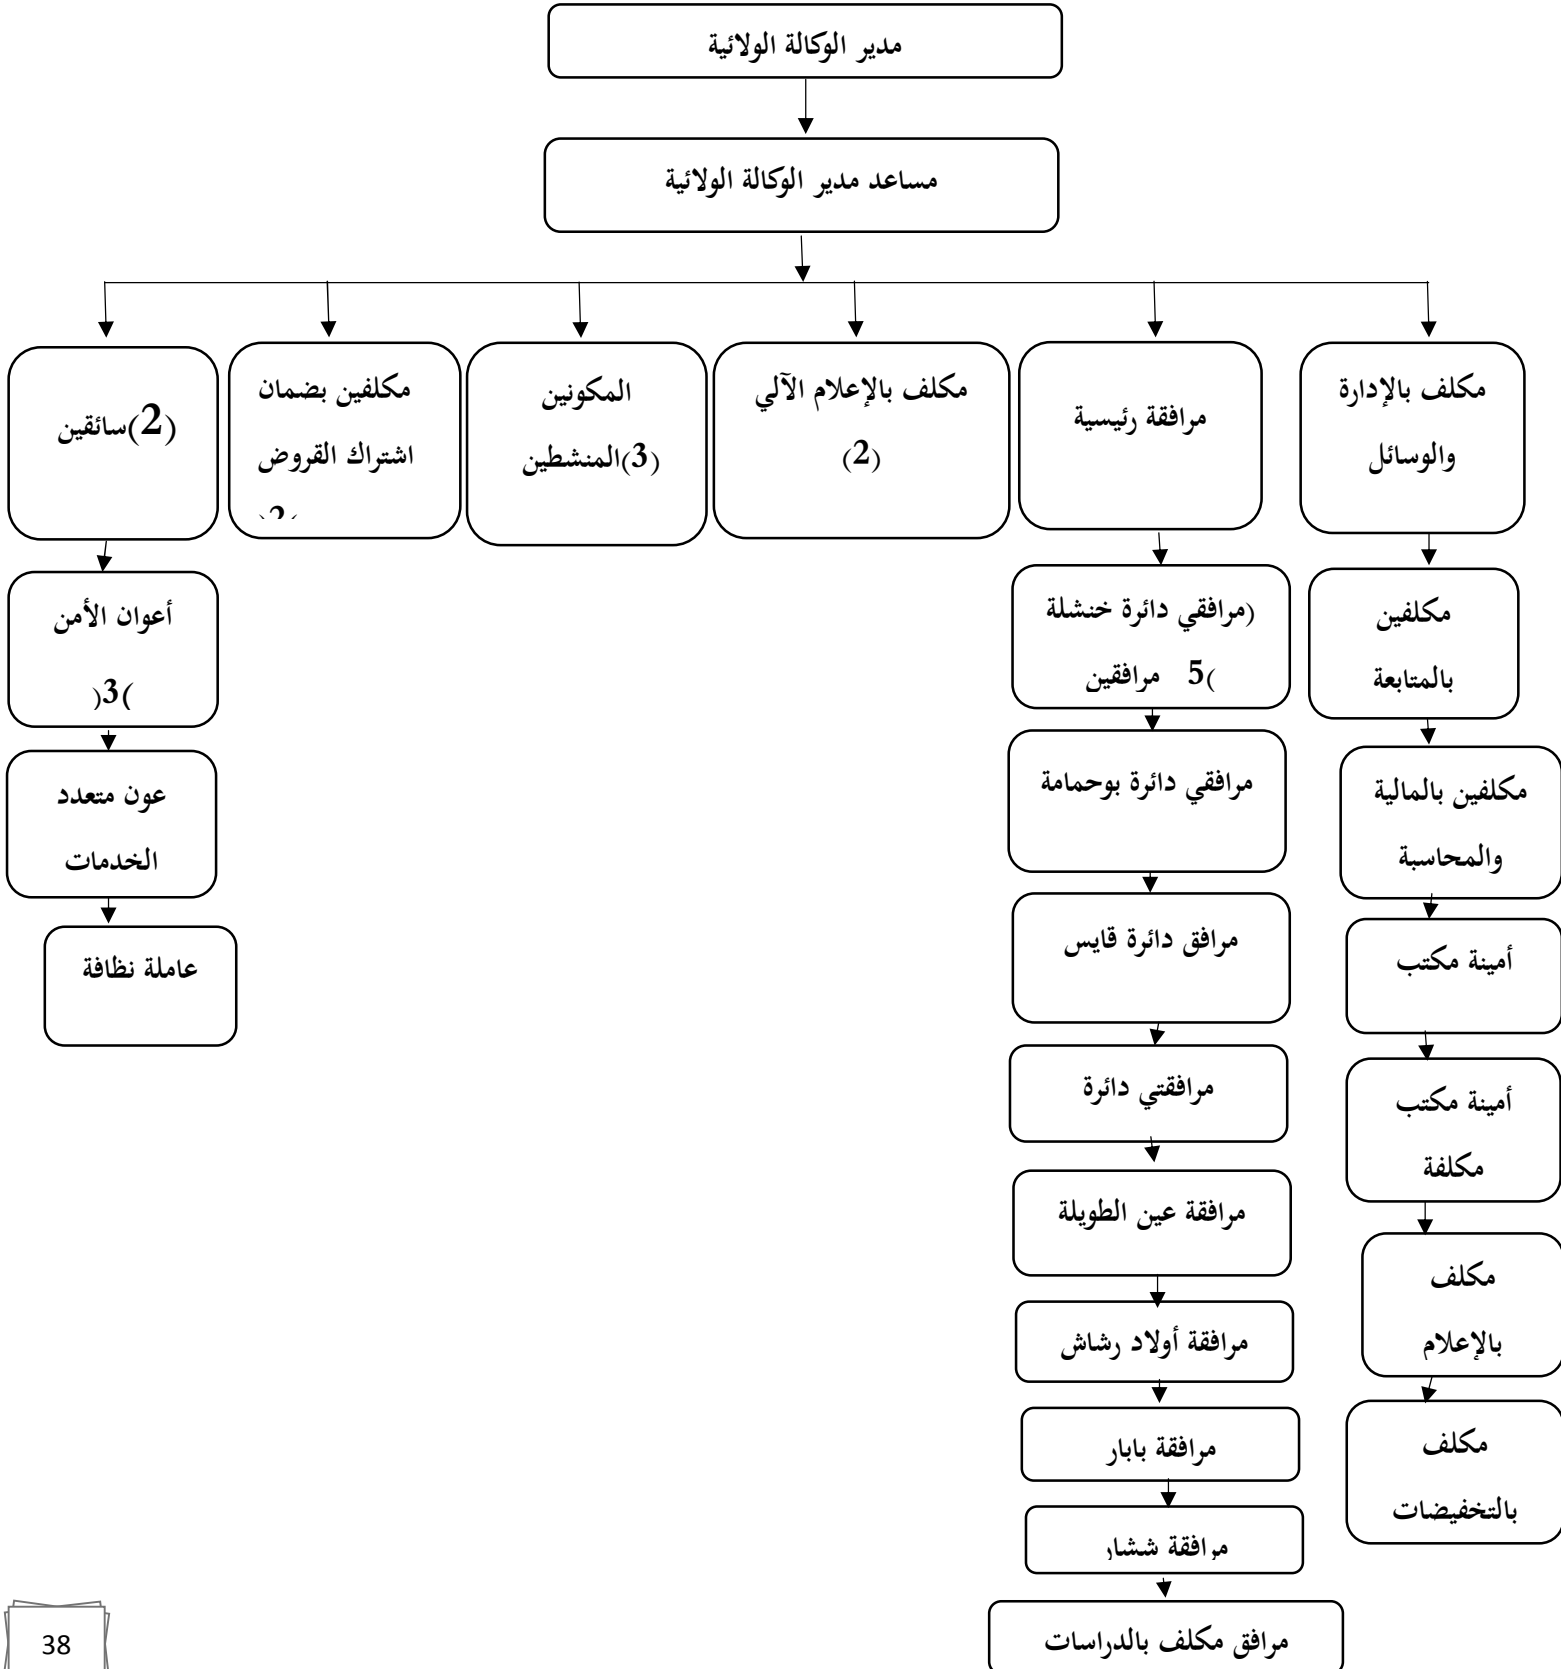 مدير الوكالة الولائية
مساعد مدير الوكالة الولائية
مكلف بالإدارة
والوسائل
مرافقة رئيسية
مكلف بالإعلام الآلي
(2)
المكونين
المنشطين(3)
مكلفين بضمان
اشتراك القروض
سائقين(2)
مكلفين
بالمتابعة
مكلفين بالمالية
والمحاسبة
أمينة مكتب
أمينة مكتب
مكلفة
مكلف
بالإعلام
مكلف
بالتخفيضات
(مرافقي دائرة خنشلة
)5 مرافقين(
مرافقي دائرة بوحمامة
مرافق دائرة قايس
مرافقتي دائرة
مرافقة عين الطويلة
مرافقة أولاد رشاش
مرافقة بابار
مرافقة ششار
مرافق مكلف بالدراسات
أعوان الأمن
)3(
عون متعدد
الخدمات
عاملة نظافة
38